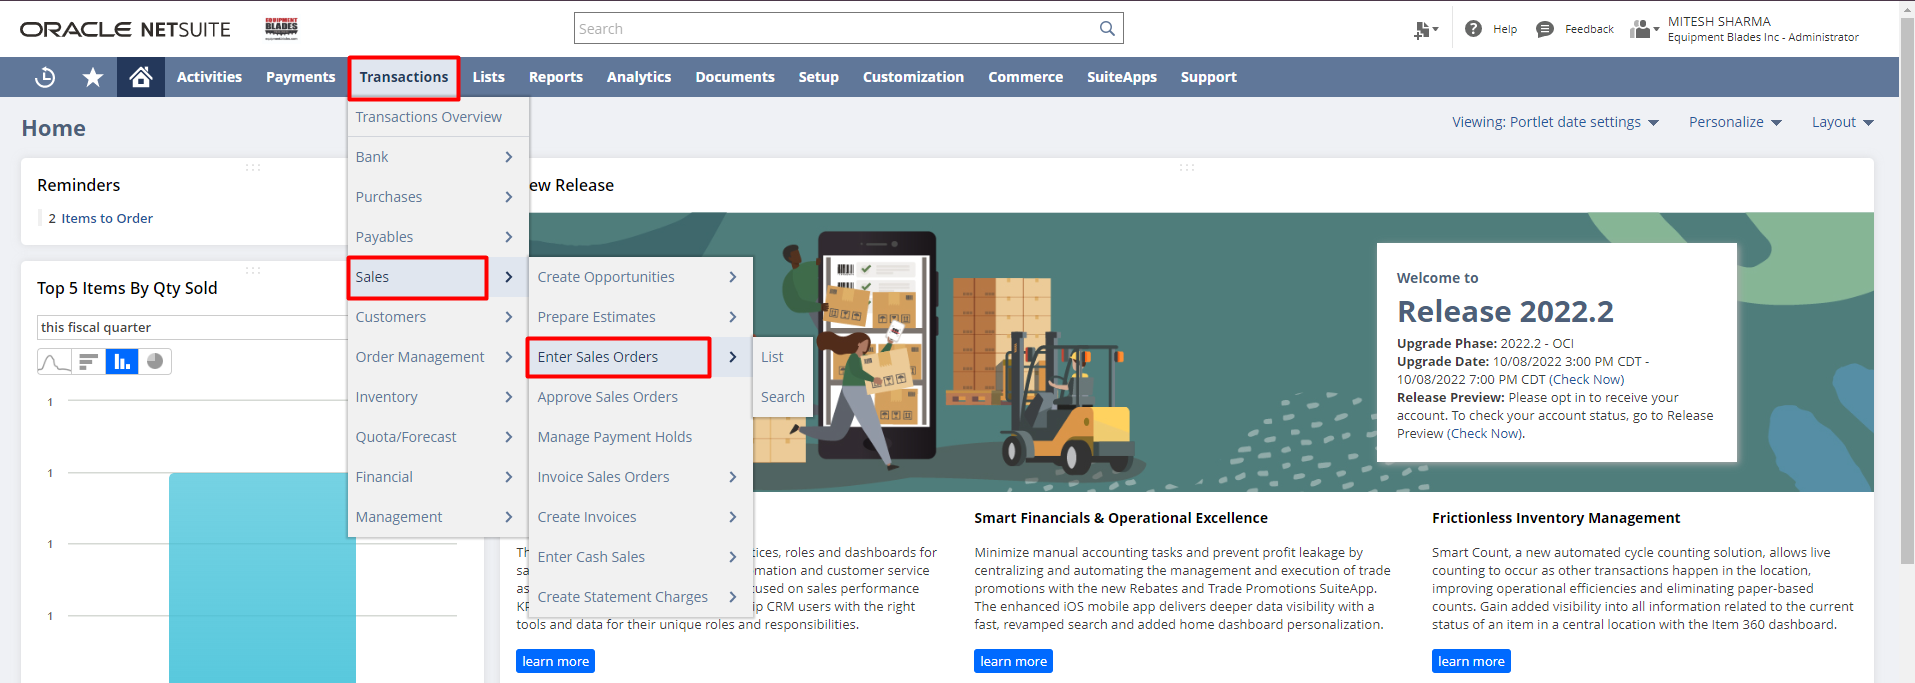 ORACLE NETSUITE
EQUIPMENT
BLADES
Search
Help
Feedback
MITESH SHARMA
Equipment Blades Inc - Administrator
Activities
Payments
Transactions
Lists
Reports
Analytics
Documents
Setup
Customization
Commerce
SuiteApps
Support
Home
Viewing: Portlet date settings
Personalize
Layout
Reminders
2 Items to Order
Top 5 Items By Qty Sold
this fiscal quarter
1
1
1
1
Transactions Overview
Bank
Purchases
Payables
Sales
Customers
Order Management
Inventory
Quota/Forecast
Financial
Management
Create Opportunities
Prepare Estimates
Enter Sales Orders
Approve Sales Orders
Manage Payment Holds
Invoice Sales Orders
Create Invoices
Enter Cash Sales
Create Statement Charges
List
Search
ew Release
Welcome to
Release 2022.2
Upgrade Phase: 2022.2 - OCI
Upgrade Date: 10/08/2022 3:00 PM CDT -
10/08/2022 7:00 PM CDT (Check Now)
Release Preview: Please opt in to receive your
account. To check your account status, go to Release
Preview (Check Now).
Th tices, roles and dashboards for
sa mation and customer service
as used on sales performance
KP ip CRM users with the right
tools and data for their unique roles and responsibilities.
learn more
Smart Financials & Operational Excellence
Minimize manual accounting tasks and prevent profit leakage by
centralizing and automating the management and execution of trade
promotions with the new Rebates and Trade Promotions SuiteApp.
The enhanced iOS mobile app delivers deeper data visibility with a
fast, revamped search and added home dashboard personalization.
learn more
Frictionless Inventory Management
Smart Count, a new automated cycle counting solution, allows live
counting to occur as other transactions happen in the location,
improving operational efficiencies and eliminating paper-based
counts. Gain added visibility into all information related to the current
status of an item in a central location with the Item 360 dashboard.
learn more